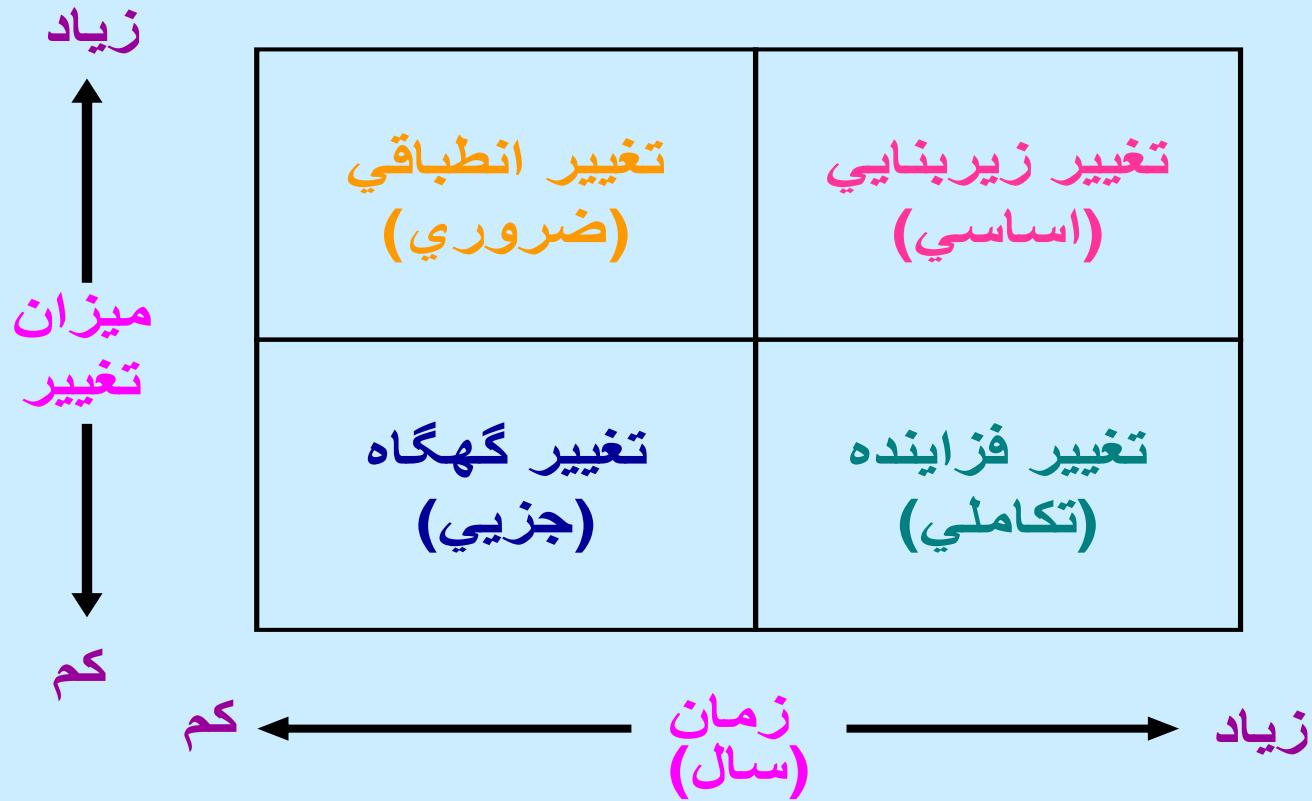 زياد
تغيير زيربنايي
(اساسي)
تغيير انطباقي
(ضروري)
ميزان
تغيير
تغيير فزاينده
(تكاملي)
تغيير گهگاه
(جزيي)
كم
زياد
زمان
(سال)
كم